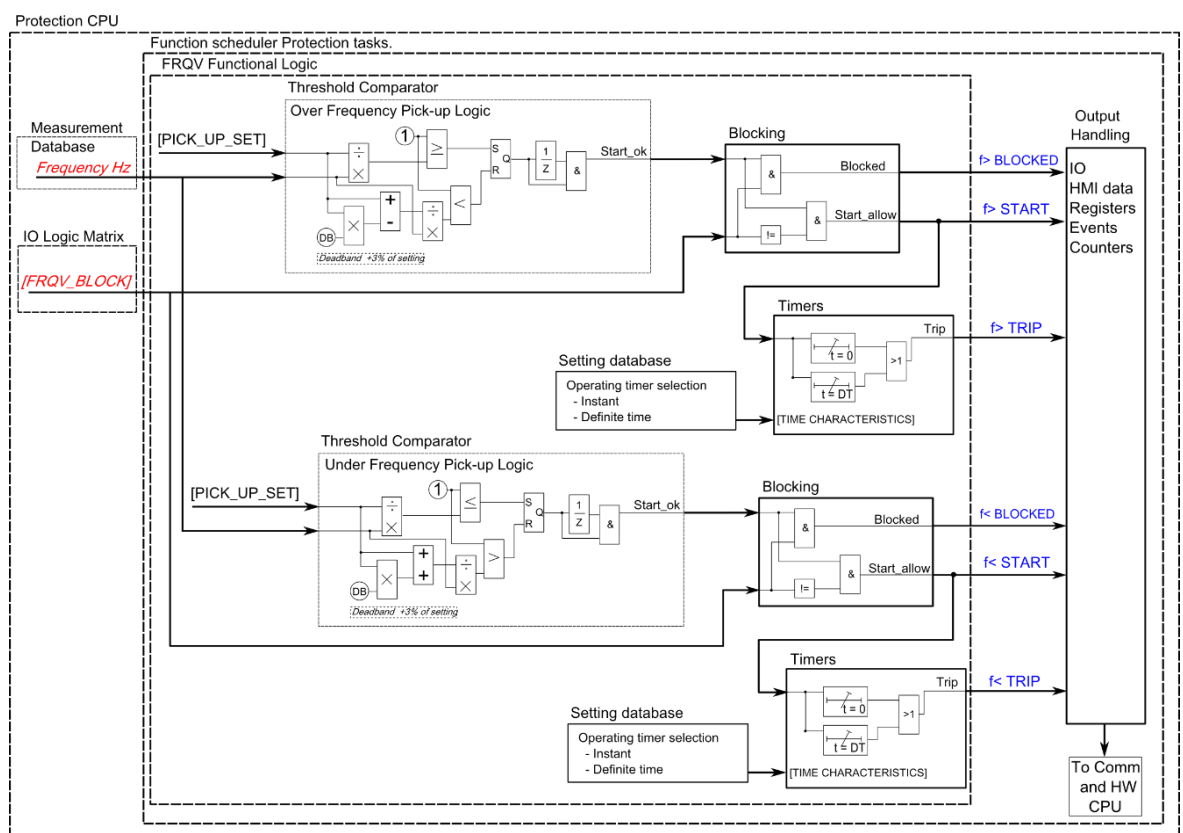 Protection CPU
Function scheduler Protection tasks.
FRQV Functional Logic
Threshold Comparator
Over Frequency Pick-up Logic
Measurement
Database
Frequency Hz
[PICK_UP_SET]
÷
×
1
≥
S
R
Q
1
Z
&
Start_ok
+
-
÷
×
<
DB
×
Deadband +3% of setting
Blocking
&
Blocked
&
Start_allow
!=
f> BLOCKED
f> START
Output
Handling
IO
HMI data
Registers
Events
Counters
IO Logic Matrix
[FRQV_BLOCK]
Timers
t = 0
t = DT
>1
Trip
[TIME CHARACTERISTICS]
f> TRIP
Setting database
Operating timer selection
- Instant
- Definite time
Threshold Comparator
Under Frequency Pick-up Logic
[PICK_UP_SET]
÷
×
1
≤
S
R
Q
1
Z
&
Start_ok
+
+
÷
×
>
DB
×
Deadband +3% of setting
Blocking
&
Blocked
&
Start_allow
!=
f< BLOCKED
f< START
Timers
t = 0
t = DT
>1
Trip
[TIME CHARACTERISTICS]
f< TRIP
Setting database
Operating timer selection
- Instant
- Definite time
To Comm
and HW
CPU